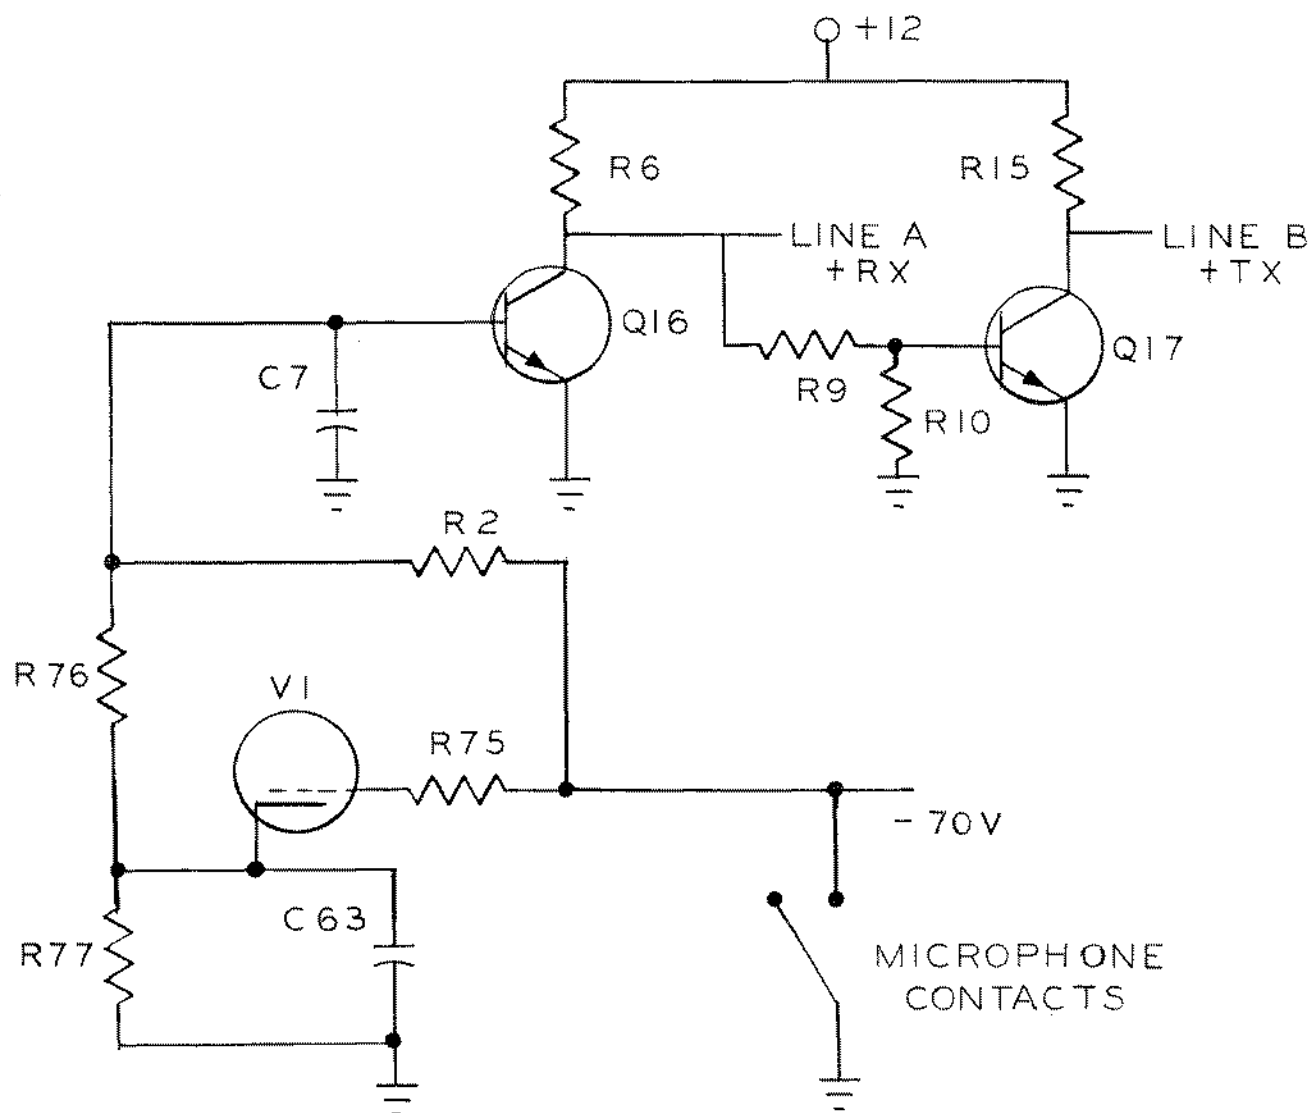 +12
R6
R15
LINE A
+RX
LINE B
+TX
Q16
Q17
C7
R9
R10
R2
R76
V1
R75
-70V
C63
R77
MICROPHONE
CONTACTS